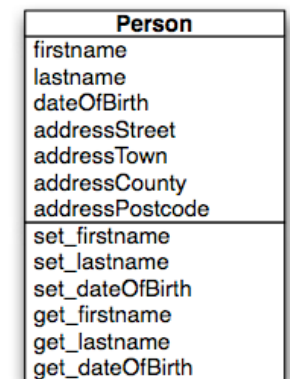 Person
firstname
lastname
dateOfBirth
addressStreet
addressTown
addressCounty
addressPostcode
set_firstname
set_lastname
set_dateOfBirth
get_firstname
get_lastname
get_dateOfBirth